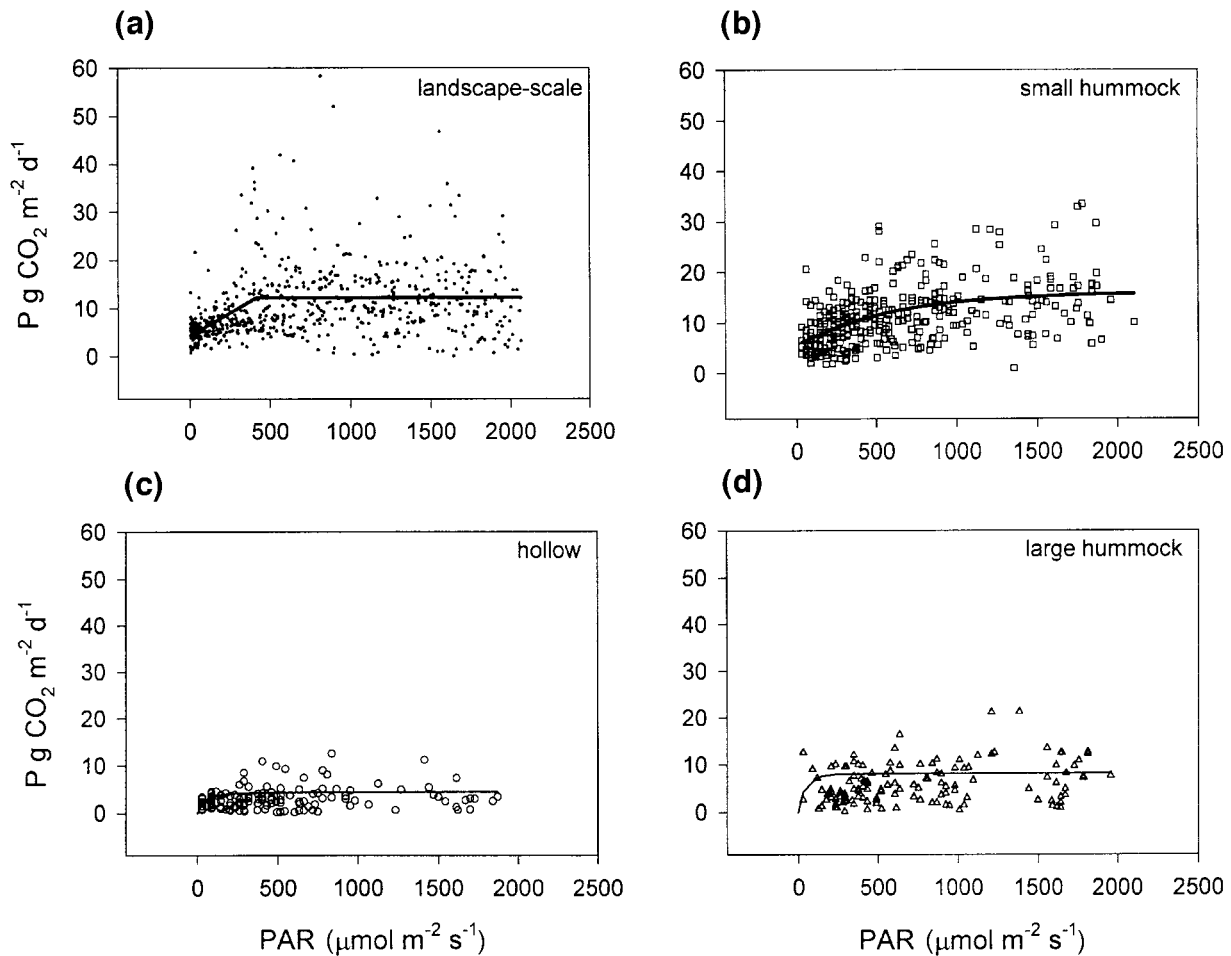 (a)
landscape-scale
60
50
40
30
20
10
0
P g CO₂ m⁻² d⁻¹
0 500 1000 1500 2000 2500
(b)
small hummock
60
50
40
30
20
10
0
0 500 1000 1500 2000 2500
(c)
hollow
60
50
40
30
20
10
0
P g CO₂ m⁻² d⁻¹
0 500 1000 1500 2000 2500
PAR (μmol m⁻² s⁻¹)
(d)
large hummock
60
50
40
30
20
10
0
0 500 1000 1500 2000 2500
PAR (μmol m⁻² s⁻¹)